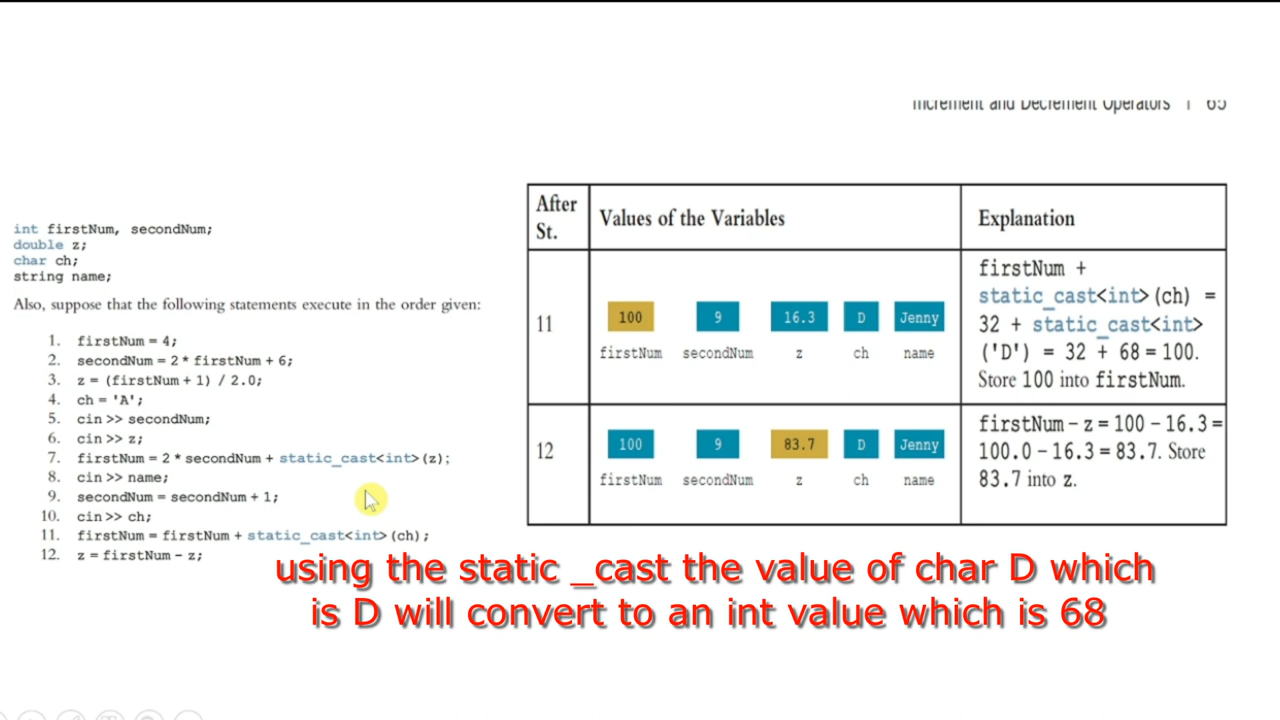 Increment and Decrement Operators | 65
int firstNum, secondNum;
double z;
char ch;
string name;
Also, suppose that the following statements execute in the order given:
1. firstNum = 4;
2. secondNum = 2 * firstNum + 6;
3. z = (firstNum + 1) / 2.0;
4. ch = 'A';
5. cin >> secondNum;
6. cin >> z;
7. firstNum = 2 * secondNum + static_cast<int>(z);
8. cin >> name;
9. secondNum = secondNum + 1;
10. cin >> ch;
11. firstNum = firstNum + static_cast<int>(ch);
12. z = firstNum - z;
After
St.
Values of the Variables
Explanation
11
100 9 16.3 D Jenny
firstNum secondNum z ch name
firstNum +
static_cast<int>(ch) =
32 + static_cast<int>
('D') = 32 + 68 = 100.
Store 100 into firstNum.
12
100 9 83.7 D Jenny
firstNum secondNum z ch name
firstNum – z = 100 – 16.3 =
100.0 – 16.3 = 83.7. Store
83.7 into z.
using the static _cast the value of char D which
is D will convert to an int value which is 68